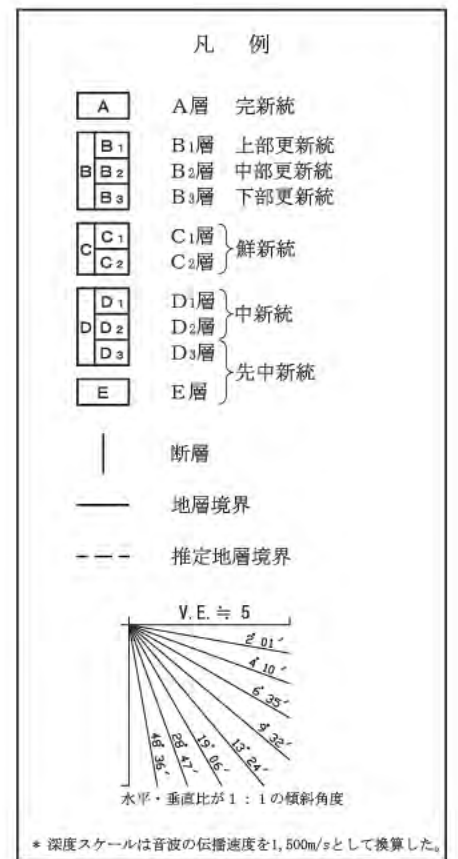 凡 例
A A層 完新統
B B1 B1層 上部更新統
B2 B2層 中部更新統
B3 B3層 下部更新統
C C1 C1層 鮮新統
C2 C2層
D D1 D1層 中新統
D2 D2層
D3 D3層 先中新統
E E層
断層
地層境界
推定地層境界
V.E.≒ 5
2° 01′
4° 10′
6° 35′
9° 32′
13° 24′
19° 06′
28° 47′
48° 36′
水平・垂直比が1:1の傾斜角度
* 深度スケールは音波の伝播速度を1,500m/sとして換算した。